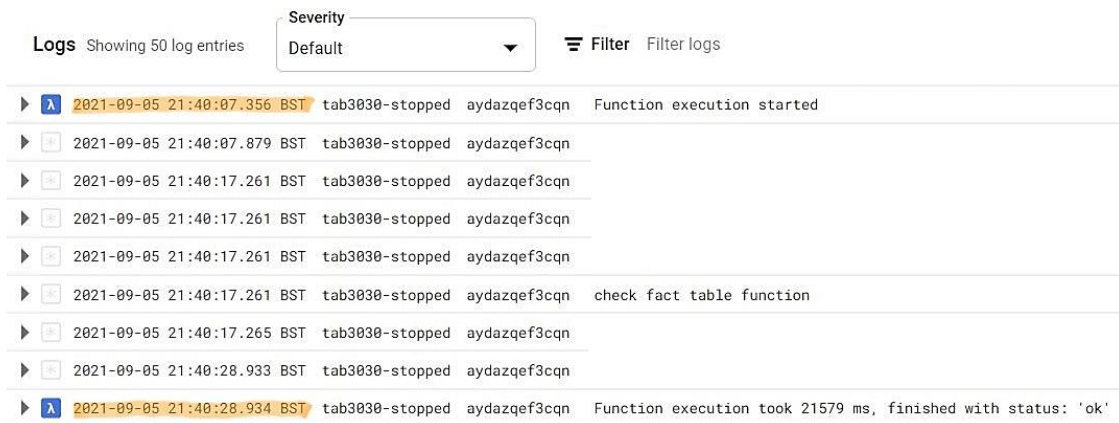 Severity
Logs Showing 50 log entries Default Filter Filter logs
2021-09-05 21:40:07.356 BST tab3030-stopped aydazqef3cqn Function execution started
2021-09-05 21:40:07.879 BST tab3030-stopped aydazqef3cqn
2021-09-05 21:40:17.261 BST tab3030-stopped aydazqef3cqn
2021-09-05 21:40:17.261 BST tab3030-stopped aydazqef3cqn
2021-09-05 21:40:17.261 BST tab3030-stopped aydazqef3cqn
2021-09-05 21:40:17.261 BST tab3030-stopped aydazqef3cqn check fact table function
2021-09-05 21:40:17.265 BST tab3030-stopped aydazqef3cqn
2021-09-05 21:40:28.933 BST tab3030-stopped aydazqef3cqn
2021-09-05 21:40:28.934 BST tab3030-stopped aydazqef3cqn Function execution took 21579 ms, finished with status: 'ok'